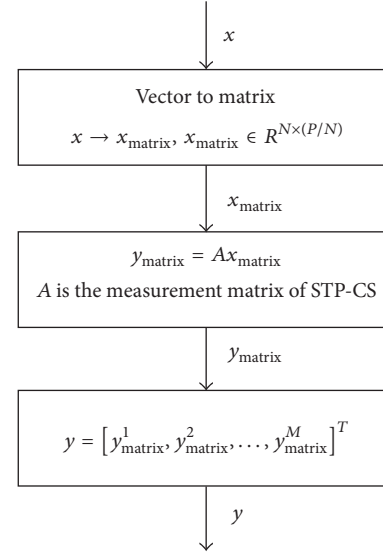 x
Vector to matrix
x → x_matrix, x_matrix ∈ R^{N×(P/N)}
x_matrix
y_matrix = Ax_matrix
A is the measurement matrix of STP-CS
y_matrix
y = [y^1_matrix, y^2_matrix, . . . , y^M_matrix]^T
y